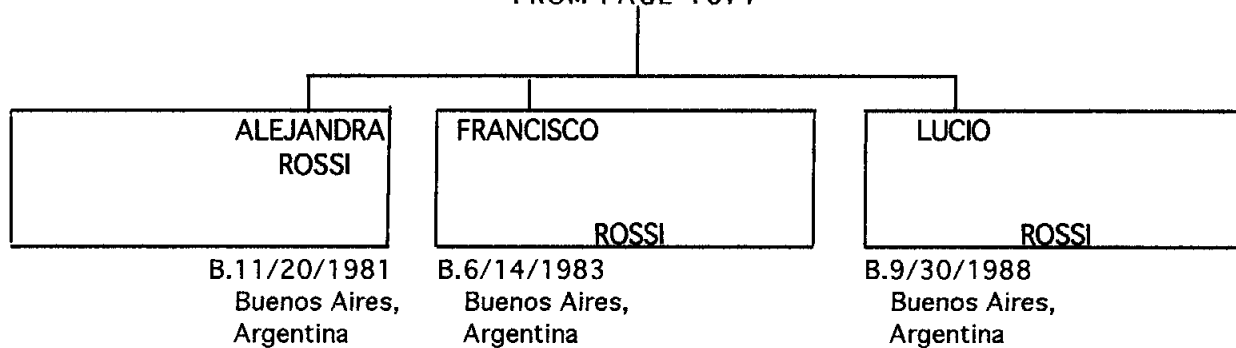 ALEJANDRA
ROSSI
B.11/20/1981
Buenos Aires,
Argentina
FRANCISCO
ROSSI
B.6/14/1983
Buenos Aires,
Argentina
LUCIO
ROSSI
B.9/30/1988
Buenos Aires,
Argentina